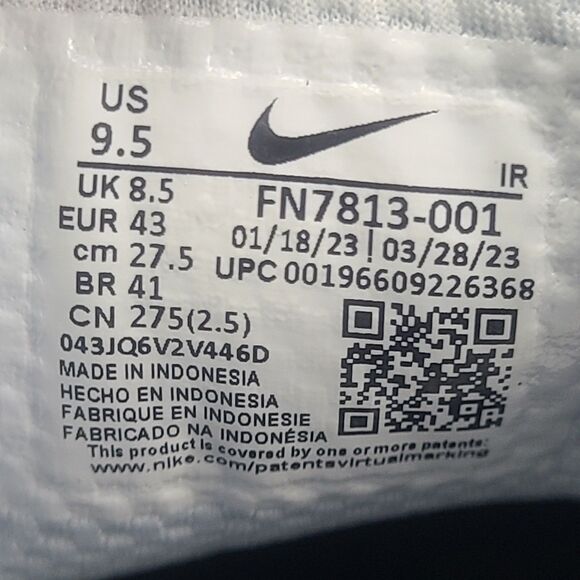 US
9.5
IR
UK 8.5
EUR 43
cm 27.5
BR 41
CN 275(2.5)
FN7813-001
01/18/23 | 03/28/23
UPC 00196609226368
043JQ6V2V446D
MADE IN INDONESIA
HECHO EN INDONESIA
FABRIQUE EN INDONESIE
FABRICADO NA INDONÉSIA
This product is covered by one or more patents:
www.nike.com/patentsvirtualmarking